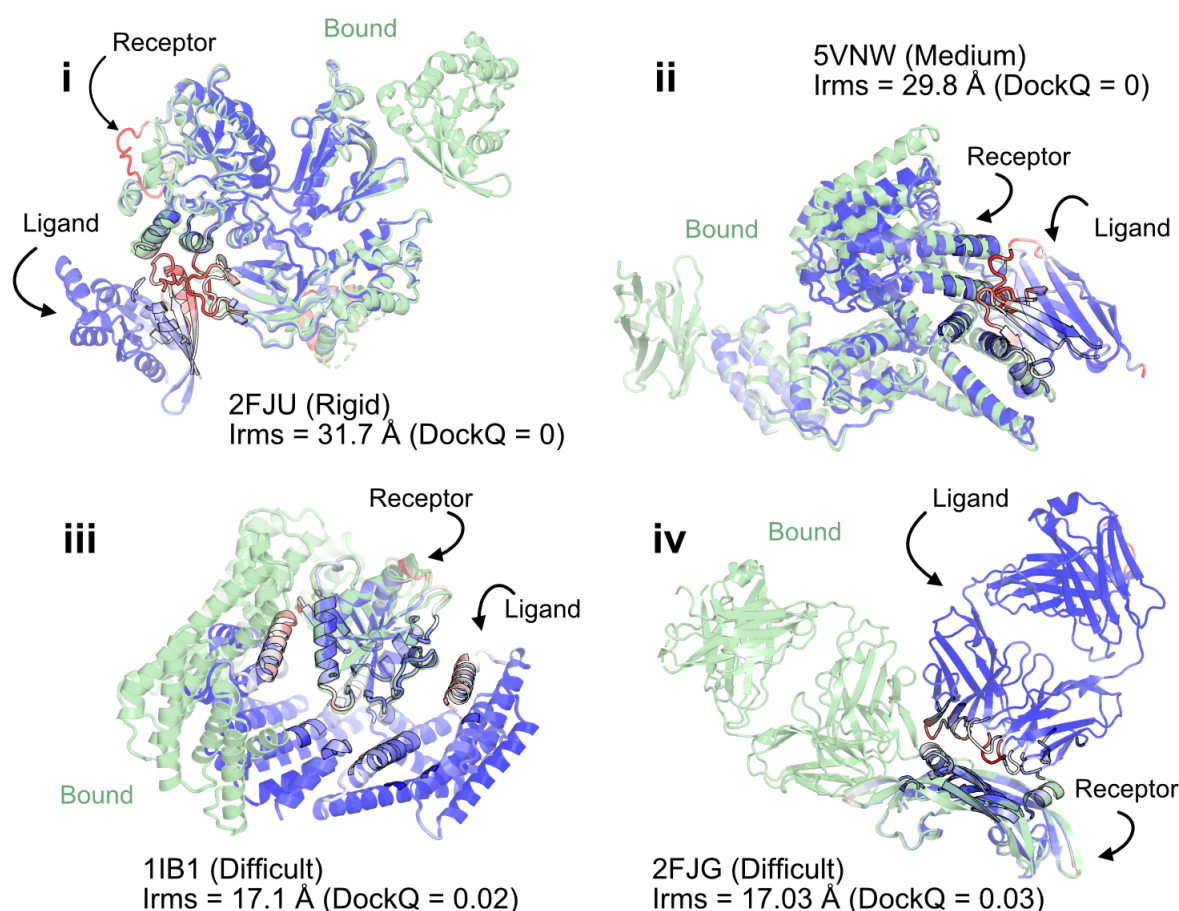 i
Receptor
Bound
Ligand
2FJU (Rigid)
Irms = 31.7 Å (DockQ = 0)
ii
5VNW (Medium)
Irms = 29.8 Å (DockQ = 0)
Receptor
Ligand
Bound
iii
Receptor
Ligand
Bound
1IB1 (Difficult)
Irms = 17.1 Å (DockQ = 0.02)
iv
Ligand
Bound
Receptor
2FJG (Difficult)
Irms = 17.03 Å (DockQ = 0.03)